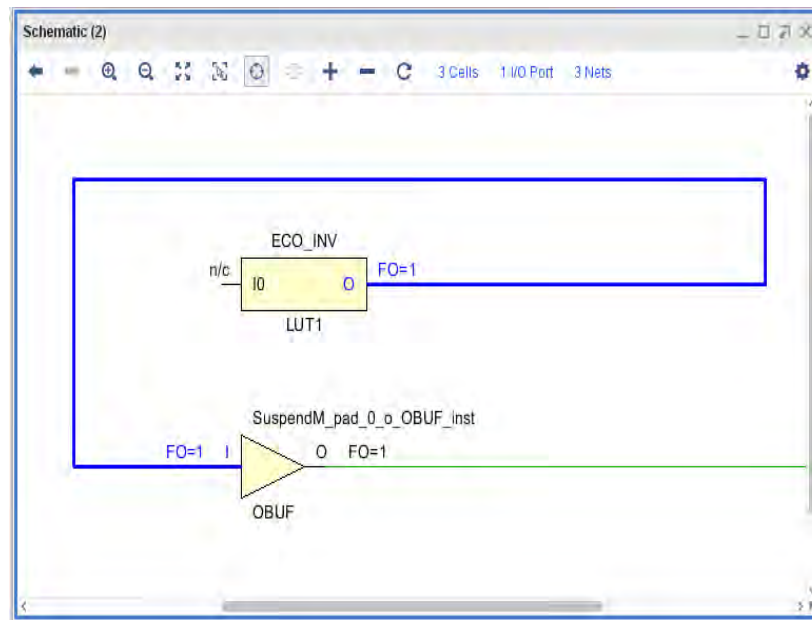 Schematic (2)
3 Cells 1 I/O Port 3 Nets
ECO_INV
n/c I0 O FO=1
LUT1
SuspendM_pad_0_o_OBUF_inst
FO=1 I O FO=1
OBUF